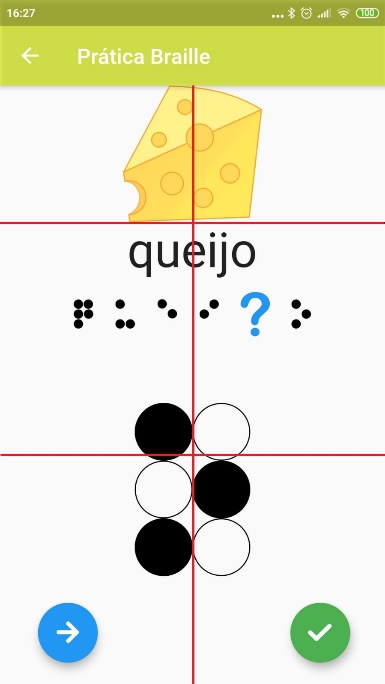 16:27 ... 100
Prática Braille
queijo
⠟ ⠥ ⠑ ⠊ ? ⠕